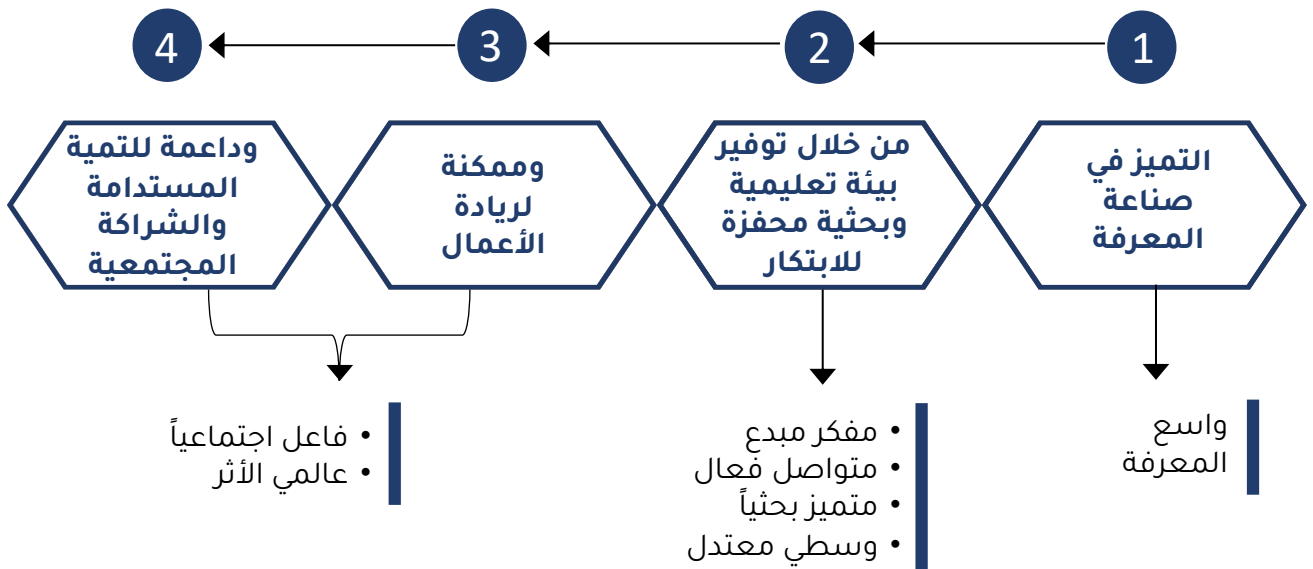 1
2
3
4
التميز في
صناعة
المعرفة
من خلال توفير
بيئة تعليمية
وبحثية محفزة
للابتكار
وممكنة
لريادة
الأعمال
وداعمة للتمية
المستدامة
والشراكة
المجتمعية
واسع
المعرفة
• مفكر مبدع
• متواصل فعال
• متميز بحثياً
• وسطي معتدل
• فاعل اجتماعياً
• عالمي الأثر